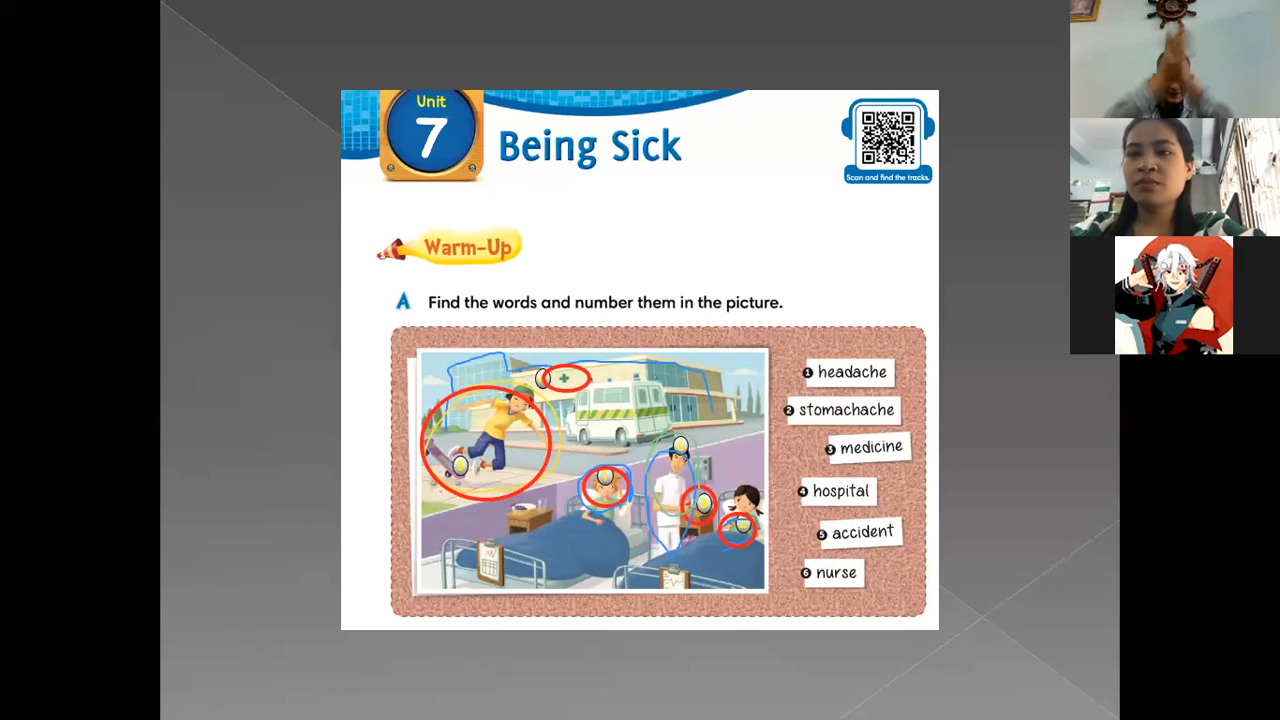 Unit
7
Being Sick
Scan and find the tracks.
Warm-Up
A Find the words and number them in the picture.
1 headache
2 stomachache
3 medicine
4 hospital
5 accident
6 nurse